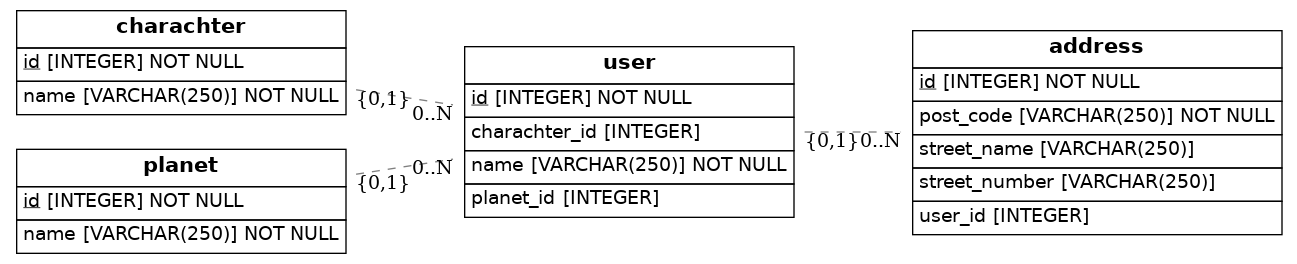 charachter
id [INTEGER] NOT NULL
name [VARCHAR(250)] NOT NULL
planet
id [INTEGER] NOT NULL
name [VARCHAR(250)] NOT NULL
{0,1}
0..N
0..N
{0,1}
user
id [INTEGER] NOT NULL
charachter_id [INTEGER]
name [VARCHAR(250)] NOT NULL
planet_id [INTEGER]
{0,1}
0..N
address
id [INTEGER] NOT NULL
post_code [VARCHAR(250)] NOT NULL
street_name [VARCHAR(250)]
street_number [VARCHAR(250)]
user_id [INTEGER]